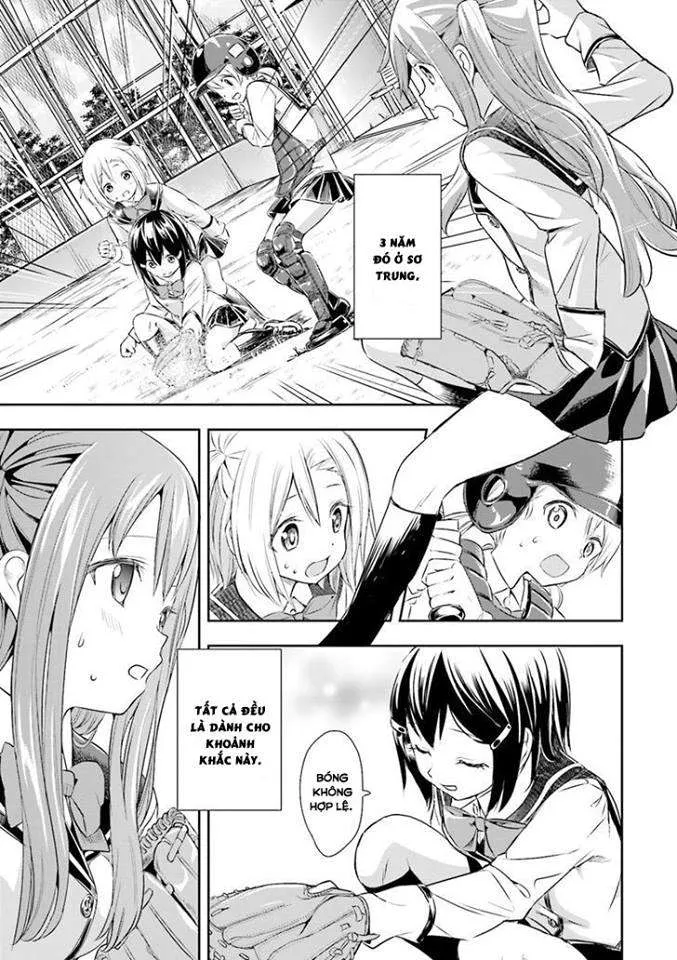 3 NĂM
ĐÓ Ở SƠ
TRUNG,
TẤT CẢ ĐỀU
LÀ DÀNH CHO
KHOẢNH
KHẮC NÀY.
BÓNG
KHÔNG
HỢP LỆ.